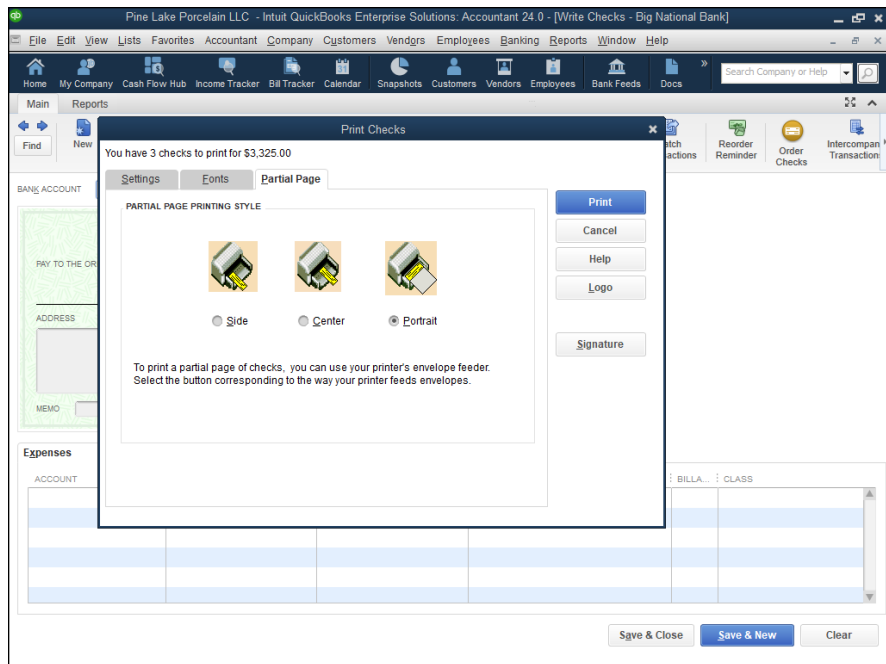 Pine Lake Porcelain LLC - Intuit QuickBooks Enterprise Solutions: Accountant 24.0 - [Write Checks - Big National Bank]
File Edit View Lists Favorites Accountant Company Customers Vendors Employees Banking Reports Window Help
Home My Company Cash Flow Hub Income Tracker Bill Tracker Calendar Snapshots Customers Vendors Employees Bank Feeds Docs » Search Company or Help
Main Reports
Find New
Reorder Reminder
Order Checks
Print Checks
You have 3 checks to print for $3,325.00
Settings Fonts Partial Page
BANK ACCOUNT
PARTIAL PAGE PRINTING STYLE
Print
Cancel
Help
Logo
Signature
PAY TO THE
Side Center Portrait
ADDRESS
To print a partial page of checks, you can use your printer's envelope feeder.
Select the button corresponding to the way your printer feeds envelopes.
MEMO
Expenses
ACCOUNT BILLA... CLASS
Save & Close Save & New Clear